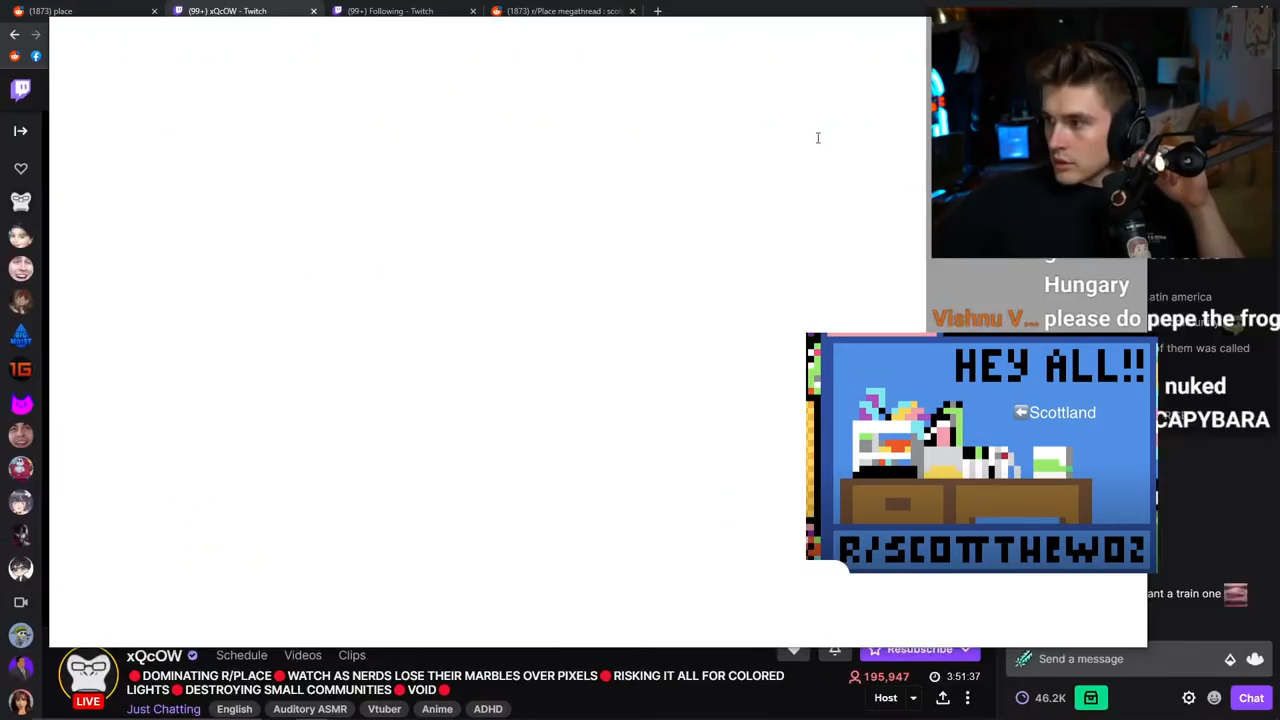 (1873) place
(99+) xQcOW - Twitch
(99+) Following - Twitch
(1873) r/Place megathread : sco
Hungary
Vishnu V... please do pepe the frog
atin america
of them was called
nuked
CAPYBARA
HEY ALL!!
Scottland
R/SCOTTTHEWOZ
ant a train one
1G
xQcOW
Schedule
Videos
Clips
Resubscribe
Send a message
DOMINATING R/PLACE WATCH AS NERDS LOSE THEIR MARBLES OVER PIXELS RISKING IT ALL FOR COLORED
LIGHTS DESTROYING SMALL COMMUNITIES VOID
195,947
3:51:37
LIVE
Just Chatting
English
Auditory ASMR
Vtuber
Anime
ADHD
Host
46.2K
Chat